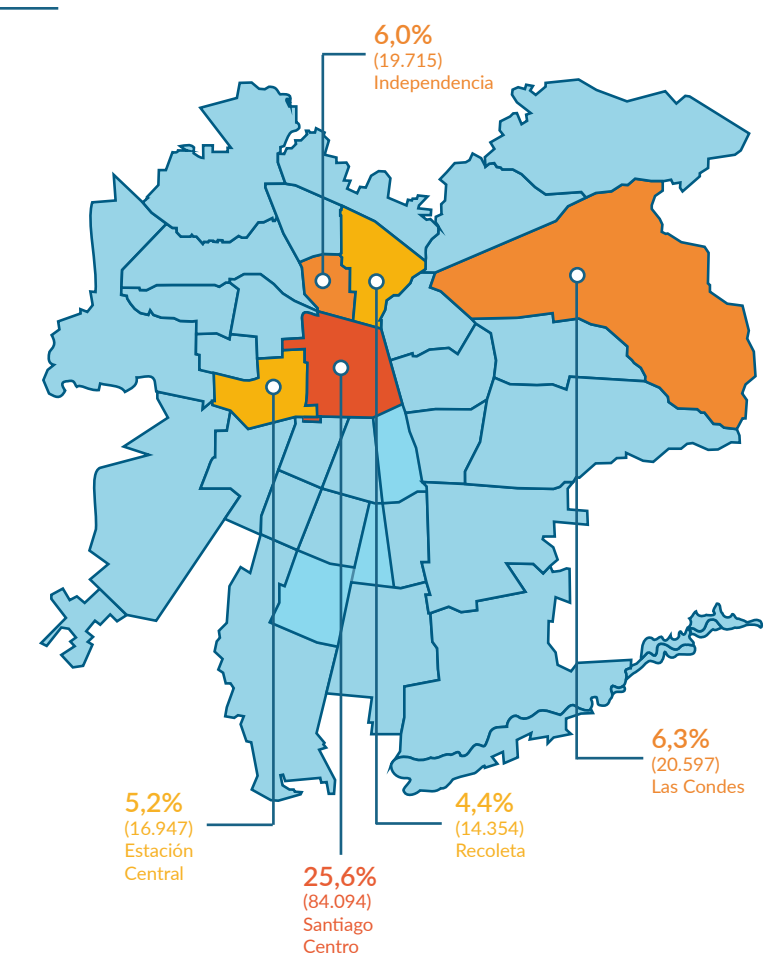 6,0%
(19.715)
Independencia
6,3%
(20.597)
Las Condes
5,2%
(16.947)
Estación
Central
4,4%
(14.354)
Recoleta
25,6%
(84.094)
Santiago
Centro